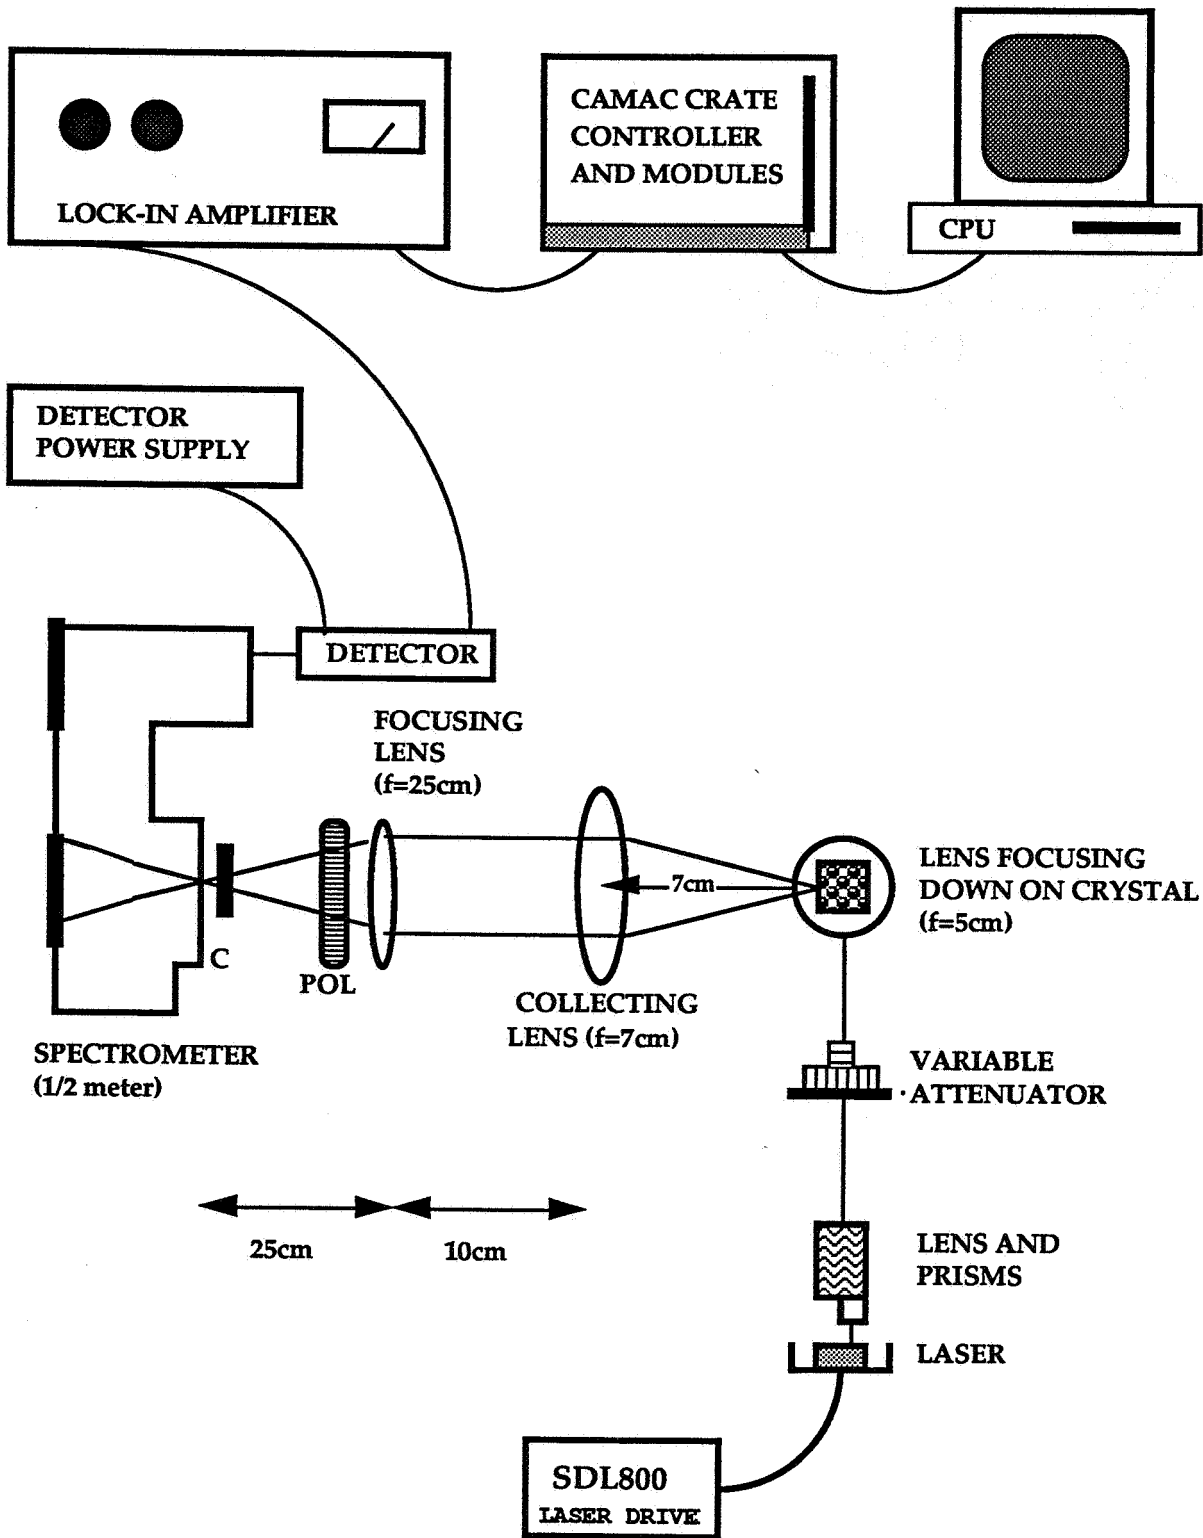 CAMAC CRATE
CONTROLLER
AND MODULES
LOCK-IN AMPLIFIER
CPU
DETECTOR
POWER SUPPLY
DETECTOR
FOCUSING
LENS
(f=25cm)
7cm
LENS FOCUSING
DOWN ON CRYSTAL
(f=5cm)
C
POL
COLLECTING
LENS (f=7cm)
SPECTROMETER
(1/2 meter)
VARIABLE
ATTENUATOR
25cm
10cm
LENS AND
PRISMS
LASER
SDL800
LASER DRIVE